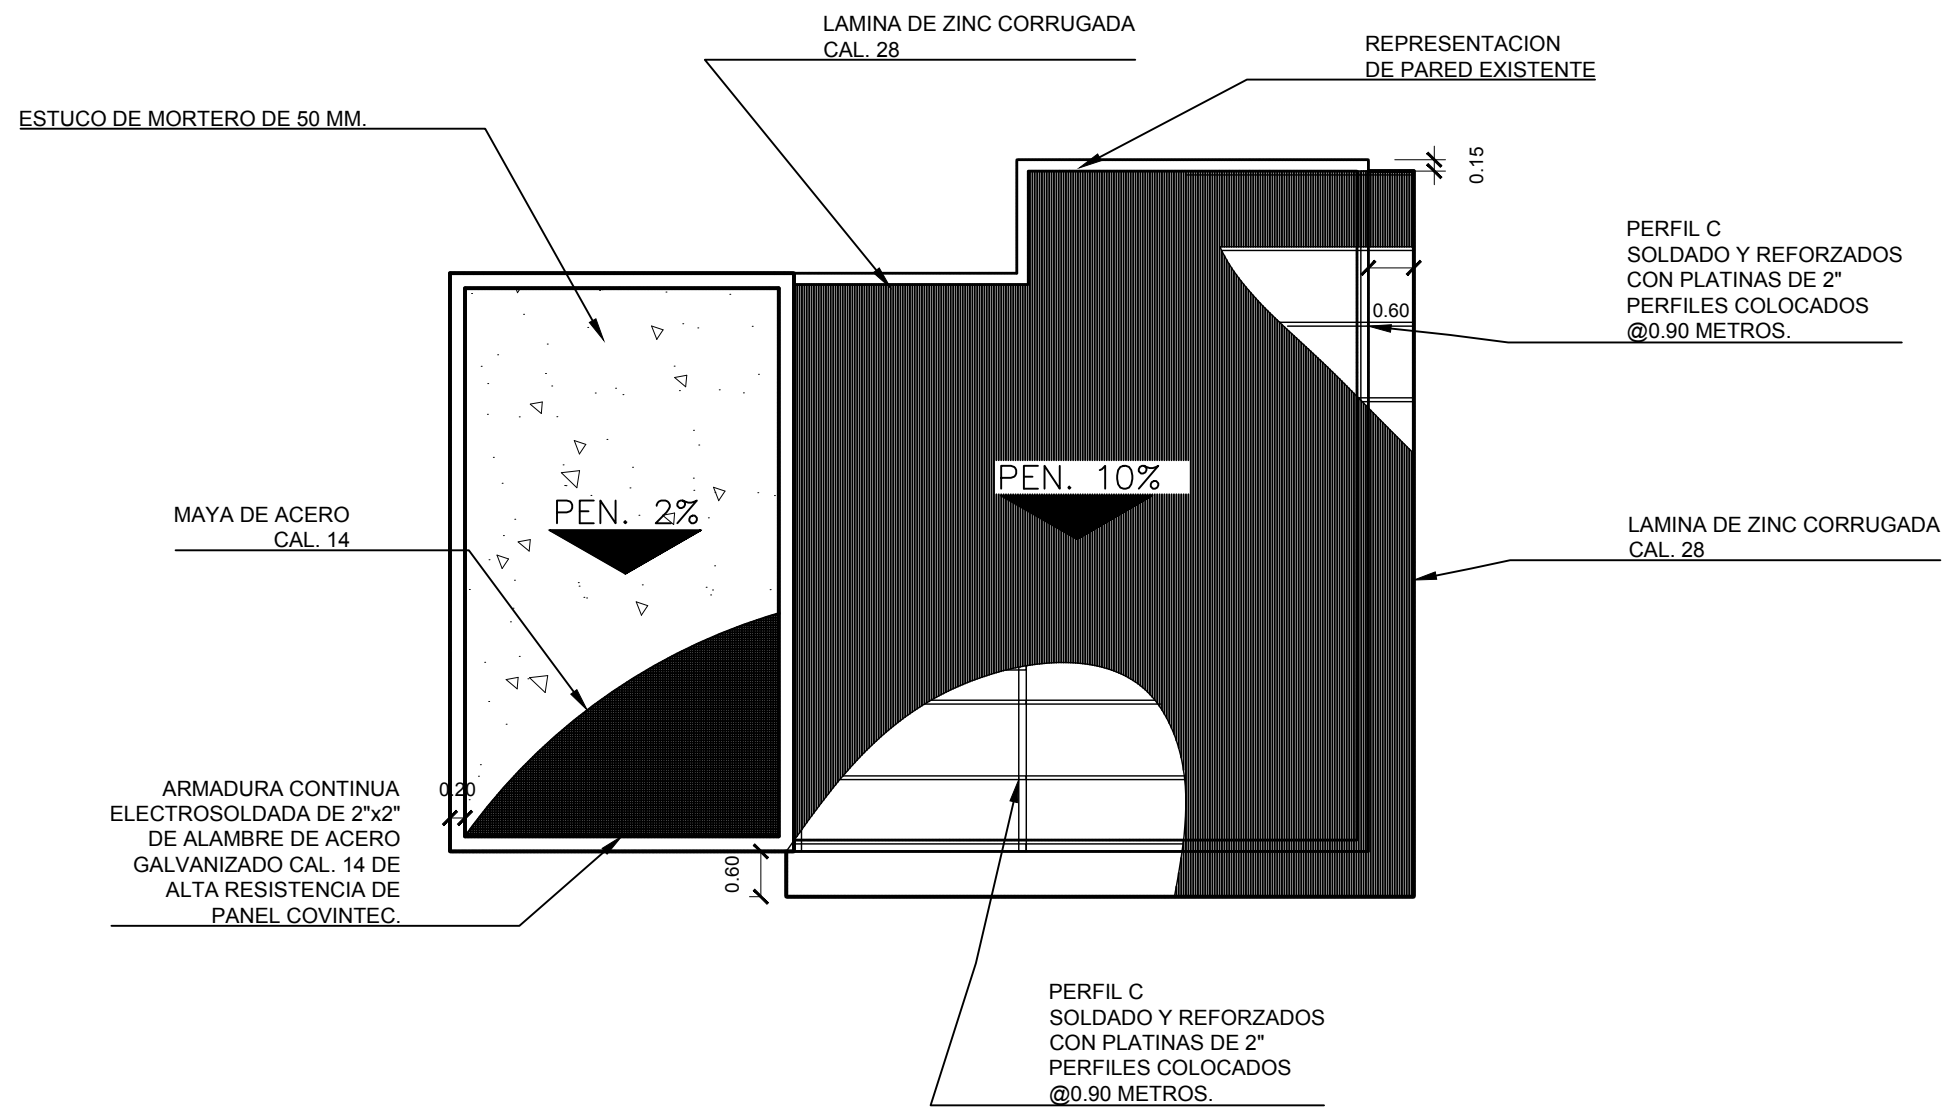 LAMINA DE ZINC CORRUGADA
CAL. 28
REPRESENTACION
DE PARED EXISTENTE
ESTUCO DE MORTERO DE 50 MM.
0.15
PERFIL C
SOLDADO Y REFORZADOS
CON PLATINAS DE 2"
PERFILES COLOCADOS
@0.90 METROS.
0.60
PEN. 10%
PEN. 2%
MAYA DE ACERO
CAL. 14
LAMINA DE ZINC CORRUGADA
CAL. 28
ARMADURA CONTINUA
ELECTROSOLDADA DE 2"x2"
DE ALAMBRE DE ACERO
GALVANIZADO CAL. 14 DE
ALTA RESISTENCIA DE
PANEL COVINTEC.
0.20
0.60
PERFIL C
SOLDADO Y REFORZADOS
CON PLATINAS DE 2"
PERFILES COLOCADOS
@0.90 METROS.